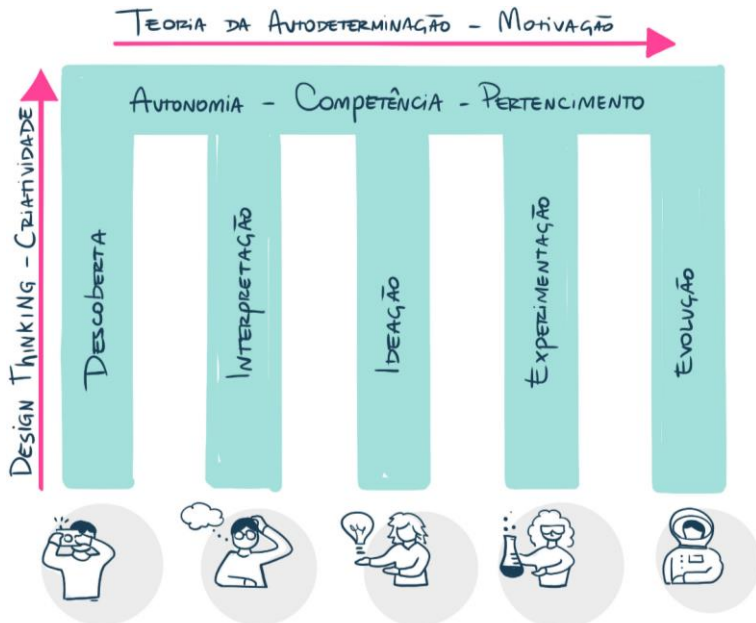 Teoria da Autodeterminação - Motivação
Autonomia - Competência - Pertencimento
Design Thinking - Criatividade
Descoberta
Interpretação
Ideação
Experimentação
Evolução